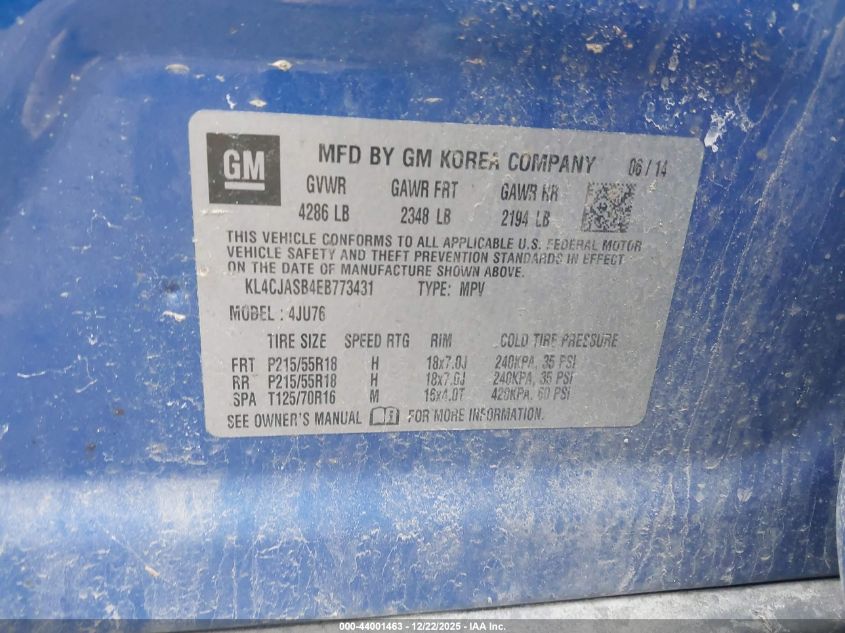 GM MFD BY GM KOREA COMPANY 06/14
GVWR GAWR FRT GAWR RR
4286 LB 2348 LB 2194 LB
THIS VEHICLE CONFORMS TO ALL APPLICABLE U.S. FEDERAL MOTOR
VEHICLE SAFETY AND THEFT PREVENTION STANDARDS IN EFFECT
ON THE DATE OF MANUFACTURE SHOWN ABOVE.
KL4CJASB4EB773431 TYPE: MPV
MODEL : 4JU76
TIRE SIZE SPEED RTG RIM COLD TIRE PRESSURE
FRT P215/55R18 H 18x7.0J 240KPA, 35 PSI
RR P215/55R18 H 18x7.0J 240KPA, 35 PSI
SPA T125/70R16 M 16x4.0T 420KPA, 60 PSI
SEE OWNER'S MANUAL FOR MORE INFORMATION.
000-44001463 - 12/22/2025 - IAA Inc.